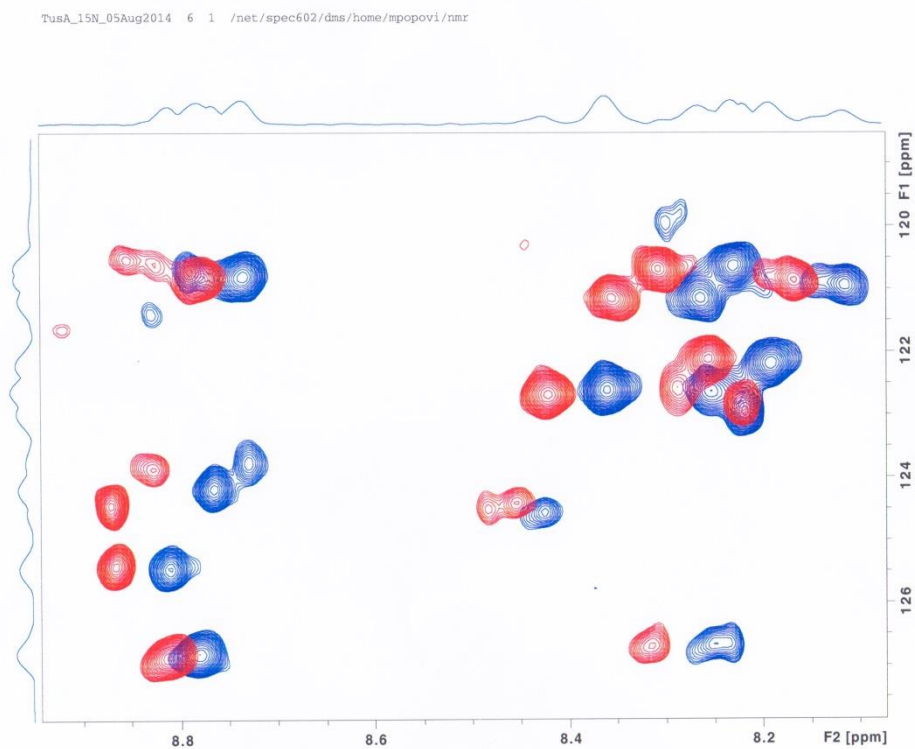 TusA_15N_05Aug2014 6 1 /net/spec602/dms/home/mpopovi/nmr
F1 [ppm]
120
122
124
126
8.8
8.6
8.4
8.2
F2 [ppm]